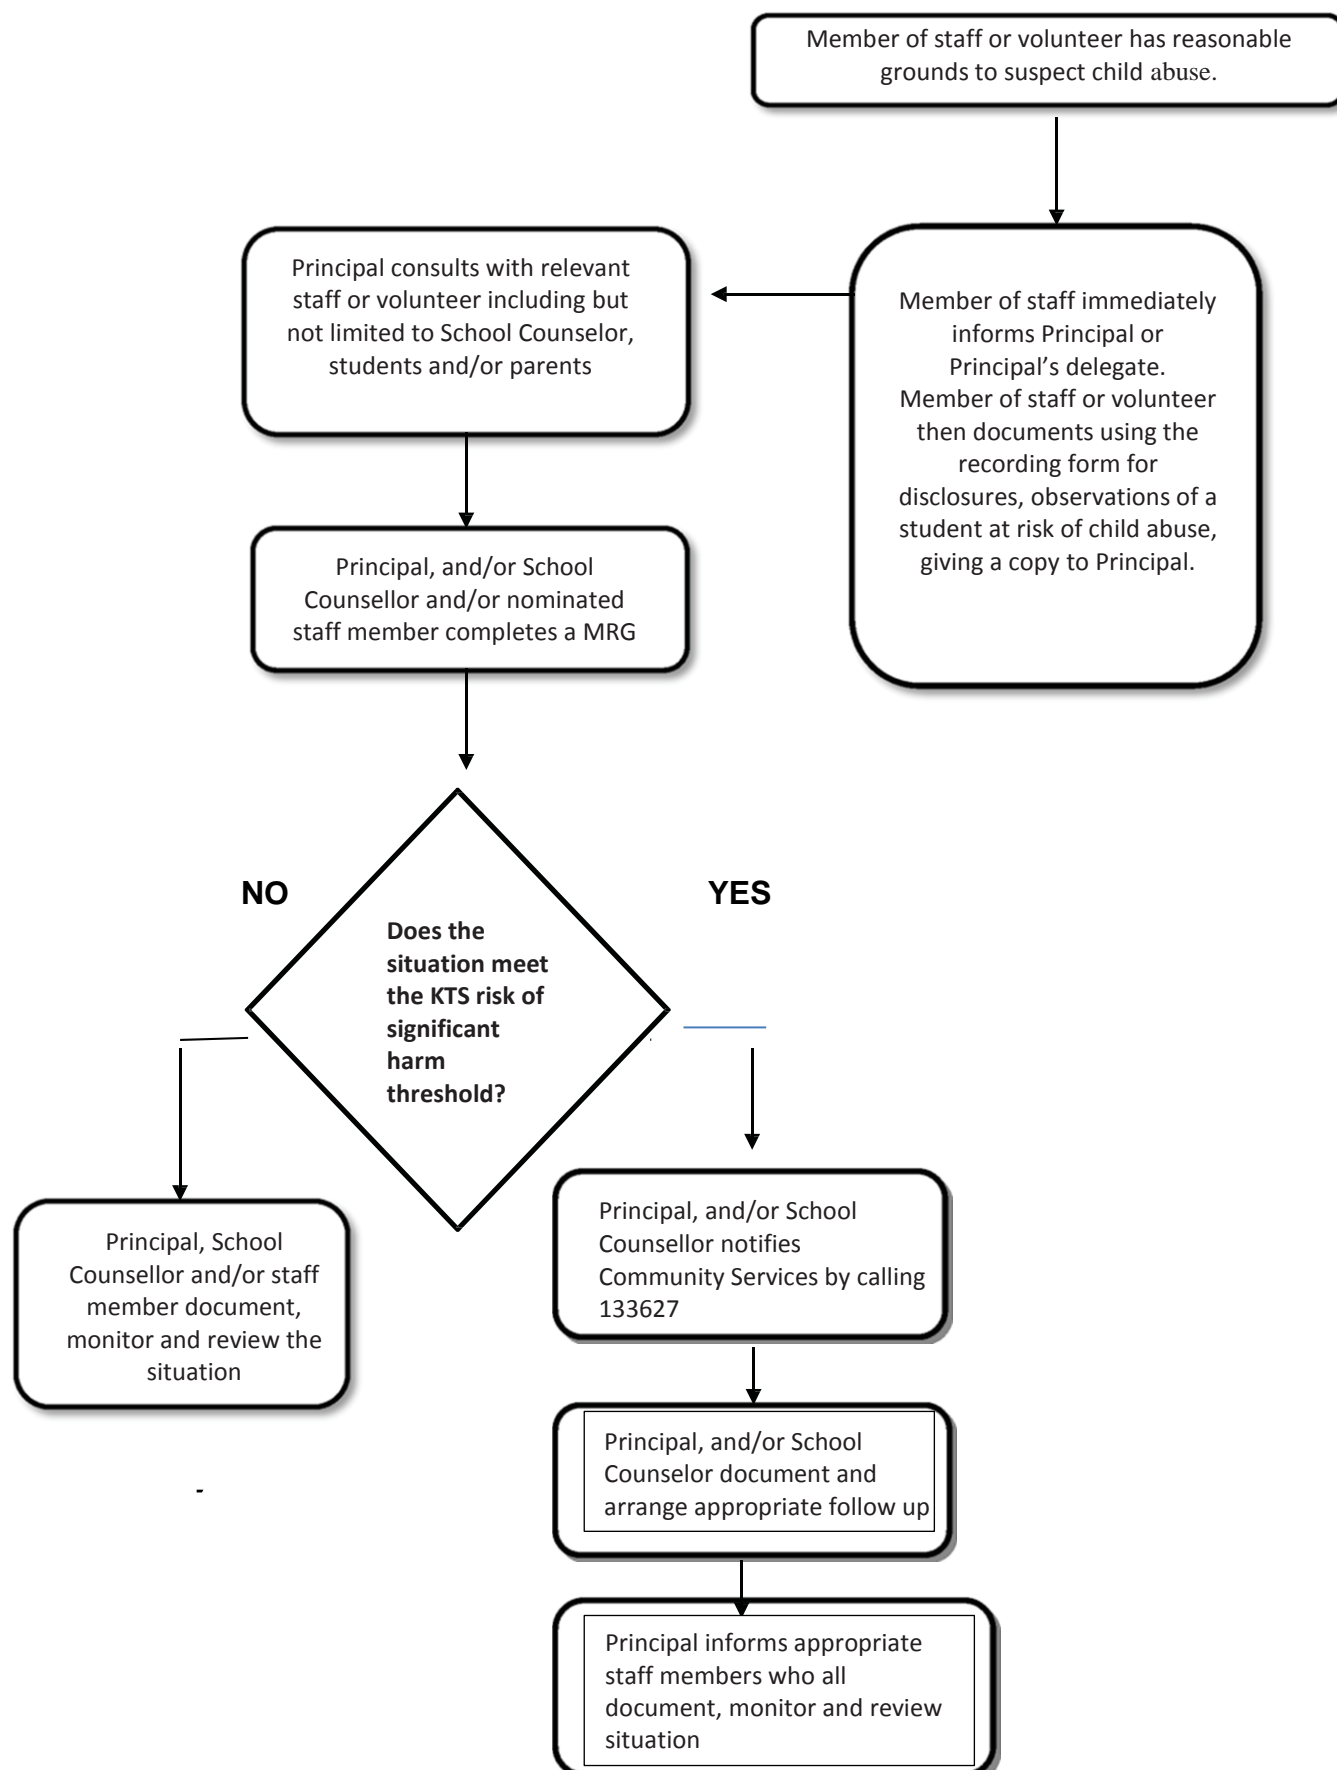 Member of staff or volunteer has reasonable
grounds to suspect child abuse.
Member of staff immediately
informs Principal or
Principal’s delegate.
Member of staff or volunteer
then documents using the
recording form for
disclosures, observations of a
student at risk of child abuse,
giving a copy to Principal.
Principal consults with relevant
staff or volunteer including but
not limited to School Counselor,
students and/or parents
Principal, and/or School
Counsellor and/or nominated
staff member completes a MRG
NO
YES
Does the
situation meet
the KTS risk of
significant
harm
threshold?
Principal, School
Counsellor and/or staff
member document,
monitor and review the
situation
Principal, and/or School
Counsellor notifies
Community Services by calling
133627
Principal, and/or School
Counselor document and
arrange appropriate follow up
Principal informs appropriate
staff members who all
document, monitor and review
situation